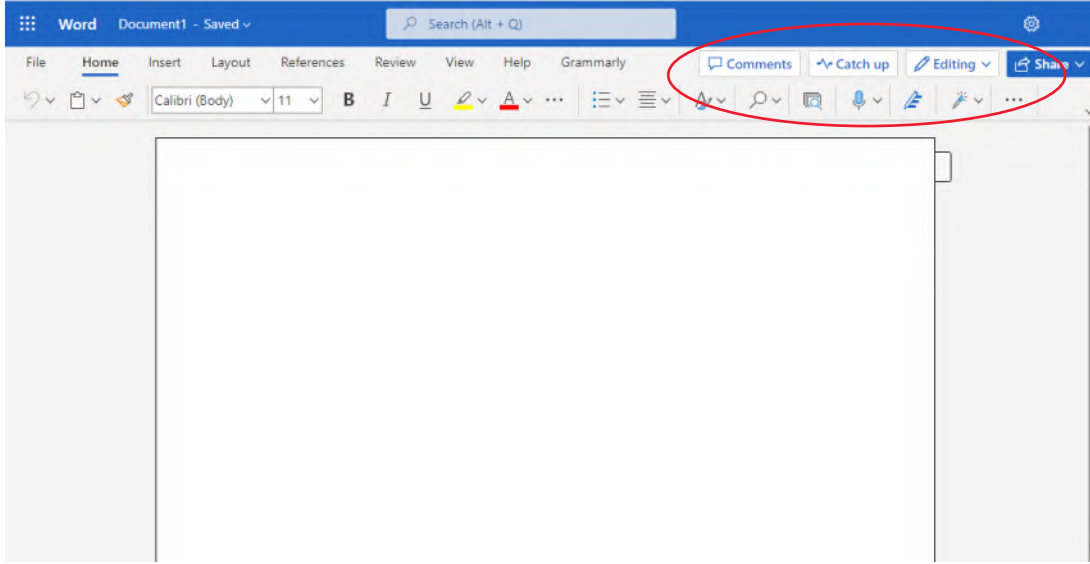 Word Document1 - Saved Search (Alt + Q)
File Home Insert Layout References Review View Help Grammarly Comments Catch up Editing Share
Calibri (Body) 11 B I U A